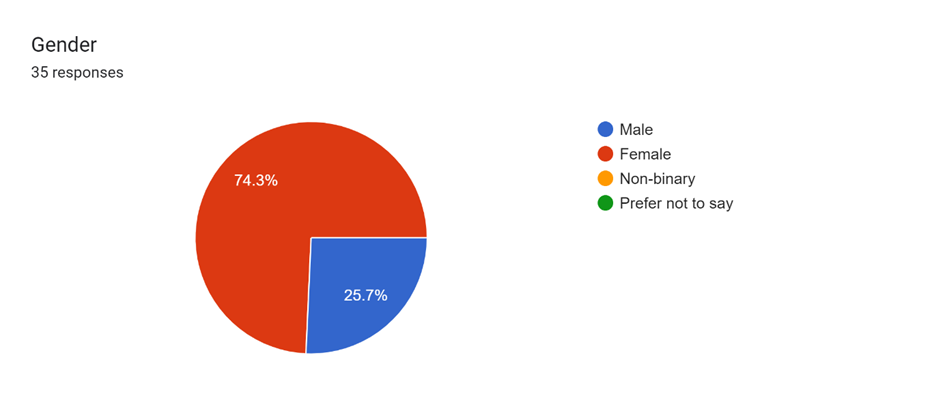 Gender
35 responses
74.3%
25.7%
Male
Female
Non-binary
Prefer not to say